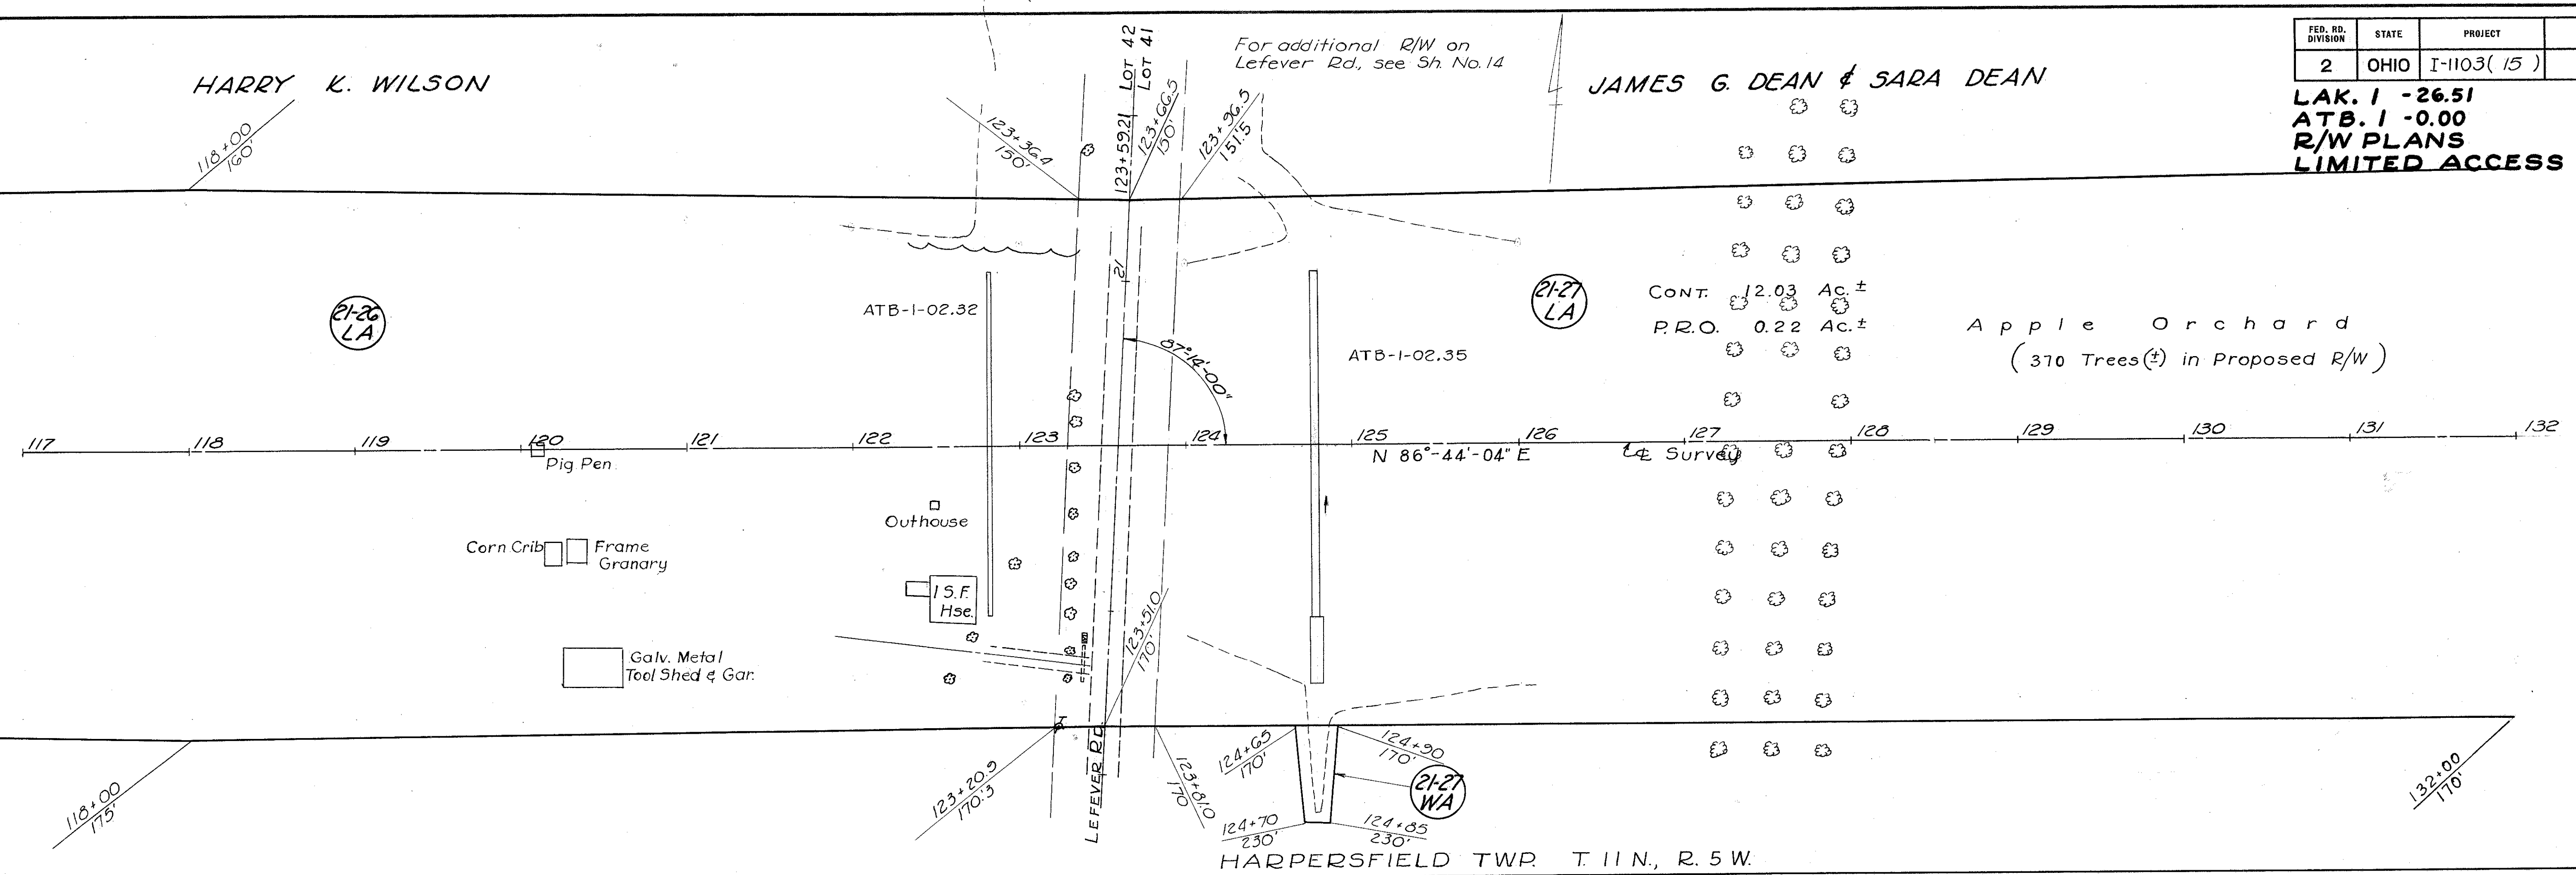 FED. RD. DIVISION STATE PROJECT
2 OHIO I-1103( 15 )
LAK. 1 -26.51
ATB. 1 -0.00
R/W PLANS
LIMITED ACCESS
HARRY K. WILSON
For additional R/W on
Lefever Rd., see Sh. No. 14
JAMES G. DEAN & SARA DEAN
LOT 42
LOT 41
118+00
160'
123+36.4
150'
123+59.21
123+66.5
150'
123+96.5
151.'5
21
21-26
LA
ATB-1-02.32
87°-14'-00"
ATB-1-02.35
21-27
LA
CONT. 12.03 Ac.±
P.R.O. 0.22 Ac.±
Apple Orchard
(370 Trees(±) in Proposed R/W)
117 118 119 120 121 122 123 124 125 126 127 128 129 130 131 132
N 86°-44'-04" E
℄ Survey
Pig Pen
Outhouse
Corn Crib
Frame
Granary
1 S.F.
Hse.
Galv. Metal
Tool Shed & Gar.
123+51.0
170'
LEFEVER RD.
118+00
175'
123+20.9
170.'3
123+81.0
170
124+65
170'
124+90
170'
21-27
WA
124+70
230'
124+85
230'
132+00
170'
HARPERSFIELD TWP. T. 11 N., R. 5 W.